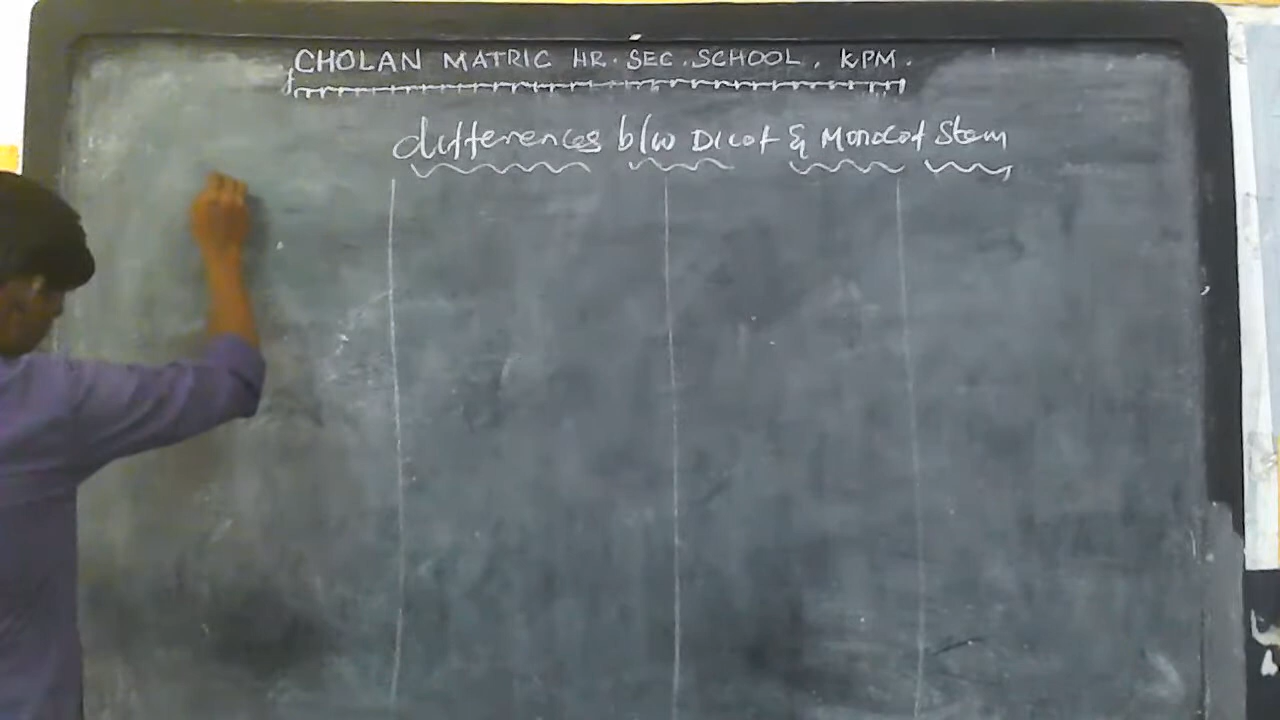 CHOLAN MATRIC HR. SEC. SCHOOL, KPM.
differences b/w Dicot & Monocot Stem